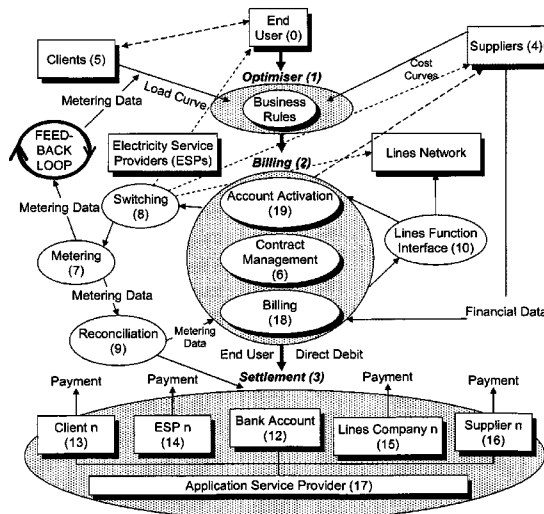 End
User (0)
Clients (5)
Suppliers (4)
Optimiser (1)
Metering Data
Load Curve
Cost
Curves
Business
Rules
FEED-
BACK
LOOP
Electricity Service
Providers (ESPs)
Billing (2)
Lines Network
Metering Data
Switching
(8)
Account Activation
(19)
Metering
(7)
Contract
Management
(6)
Lines Function
Interface (10)
Metering Data
Billing
(18)
Financial Data
Reconciliation
(9)
Metering
Data
End User
Direct Debit
Settlement (3)
Payment
Payment
Payment
Payment
Client n
(13)
ESP n
(14)
Bank Account
(12)
Lines Company n
(15)
Supplier n
(16)
Application Service Provider (17)